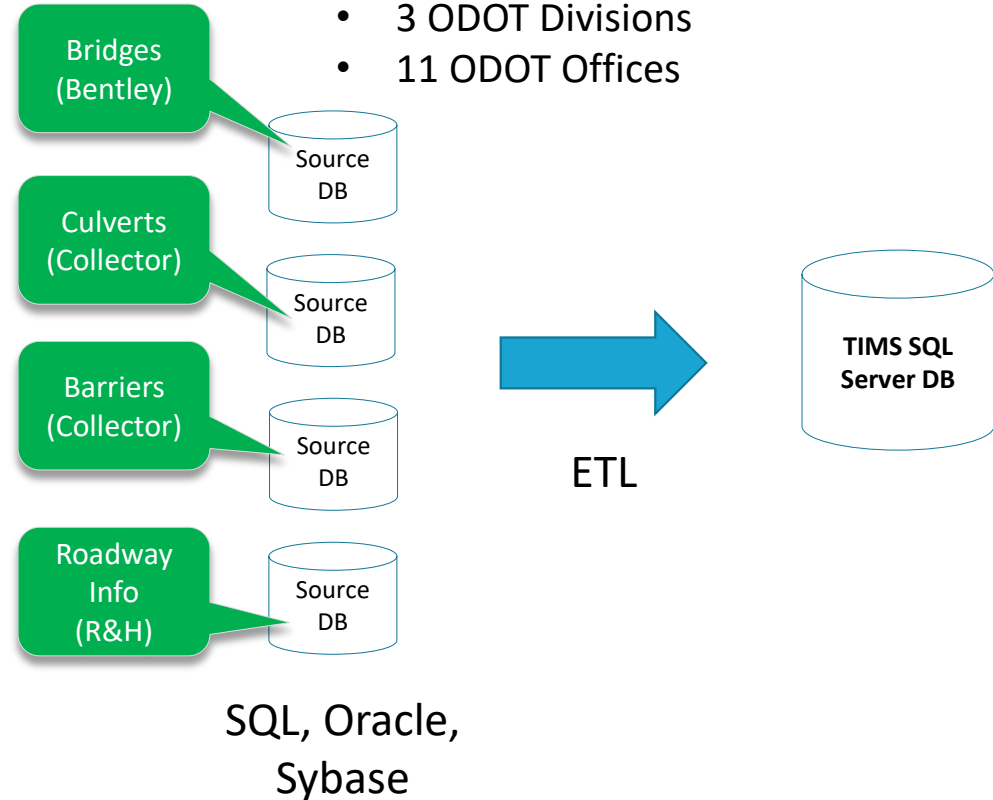 • 3 ODOT Divisions
• 11 ODOT Offices
Bridges
(Bentley)
Source
DB
Culverts
(Collector)
Source
DB
Barriers
(Collector)
Source
DB
Roadway
Info
(R&H)
Source
DB
SQL, Oracle,
Sybase
ETL
TIMS SQL
Server DB